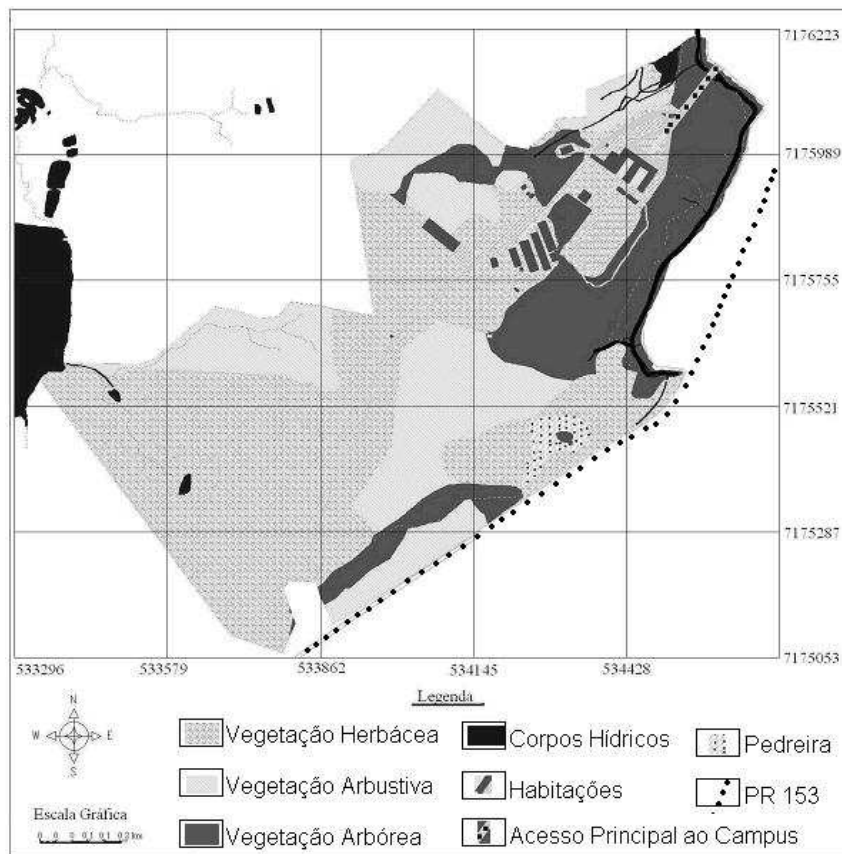 7176223
7175989
7175755
7175521
7175287
7175053
533296 533579 533862 534145 534428
Legenda
N
W E
S
Vegetação Herbácea
Corpos Hídricos
Pedreira
Vegetação Arbustiva
Habitações
PR 153
Escala Gráfica
Vegetação Arbórea
Acesso Principal ao Campus